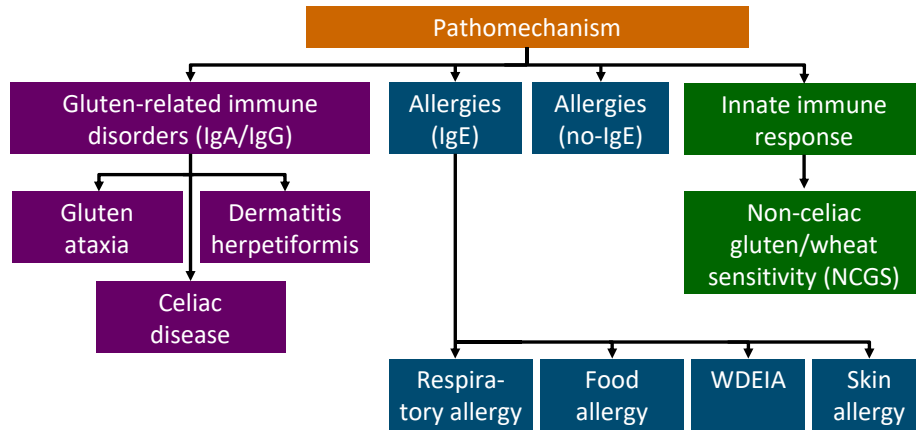 Pathomechanism
Gluten-related immune
disorders (IgA/IgG)
Allergies
(IgE)
Allergies
(no-IgE)
Innate immune
response
Gluten
ataxia
Dermatitis
herpetiformis
Non-celiac
gluten/wheat
sensitivity (NCGS)
Celiac
disease
Respira-
tory allergy
Food
allergy
WDEIA
Skin
allergy